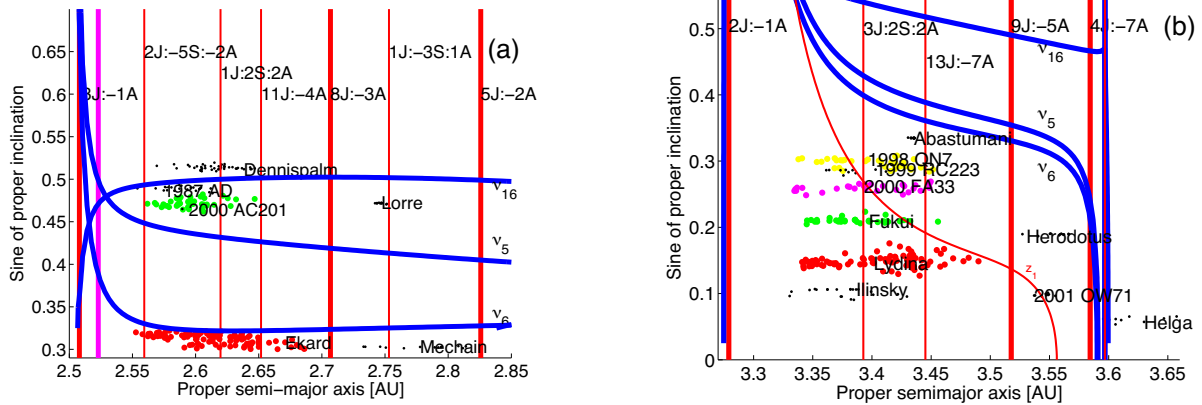 (a)
0.65
0.6
0.55
0.5
0.45
0.4
0.35
0.3
Sine of proper inclination
2J:−5S:−2A
1J:−3S:1A
1J:2S:2A
3J:−1A
11J:−4A
8J:−3A
5J:−2A
Dennispalm
1987 AD
2000 AC201
Lorre
ν16
ν5
ν6
Ekard
Mechain
2.5
2.55
2.6
2.65
2.7
2.75
2.8
2.85
Proper semi−major axis [AU]
(b)
0.5
0.4
0.3
0.2
0.1
0
Sine of proper inclination
2J:−1A
3J:2S:2A
9J:−5A
4J:−7A
13J:−7A
ν16
ν5
ν6
Abastumani
1998 QN7
1999 RC223
2000 FA33
Fukui
Herodotus
Lydina
z1
Ilinsky
2001 OW71
Helga
3.3
3.35
3.4
3.45
3.5
3.55
3.6
3.65
Proper semimajor axis [AU]